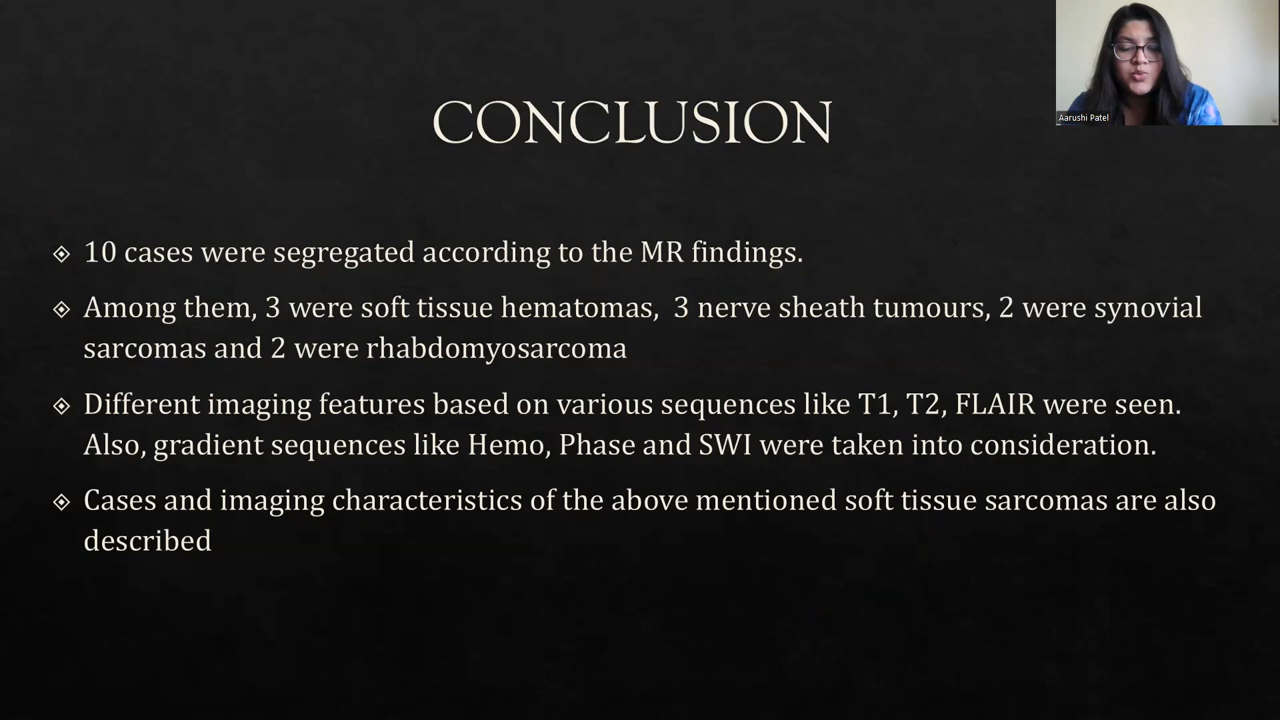 CONCLUSION
Aarushi Patel
10 cases were segregated according to the MR findings.
Among them, 3 were soft tissue hematomas,  3 nerve sheath tumours, 2 were synovial
sarcomas and 2 were rhabdomyosarcoma
Different imaging features based on various sequences like T1, T2, FLAIR were seen.
Also, gradient sequences like Hemo, Phase and SWI were taken into consideration.
Cases and imaging characteristics of the above mentioned soft tissue sarcomas are also
described